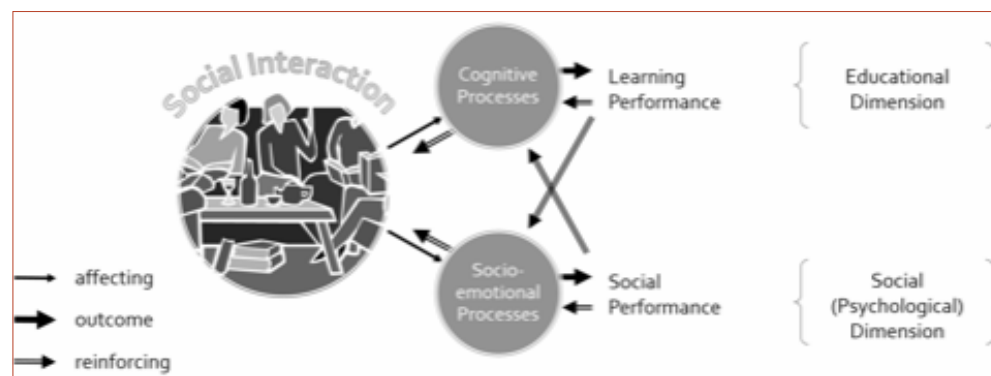 Social Interaction
Cognitive
Processes
Learning
Performance
Educational
Dimension
Socio-
emotional
Processes
Social
Performance
Social
(Psychological)
Dimension
affecting
outcome
reinforcing